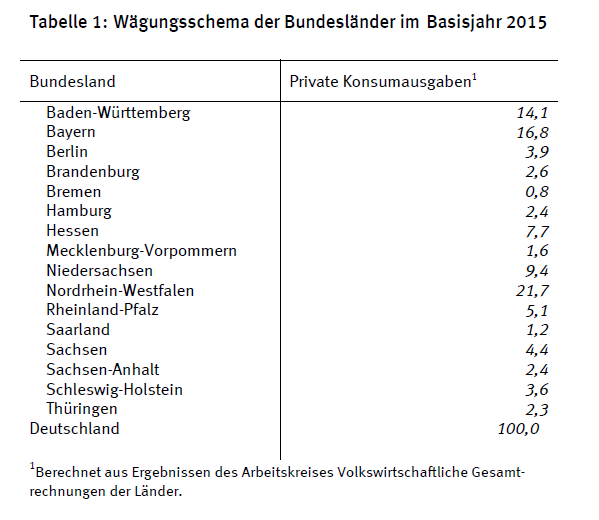 Tabelle 1: Wägungsschema der Bundesländer im Basisjahr 2015
Bundesland Private Konsumausgaben¹
Baden-Württemberg 14,1
Bayern 16,8
Berlin 3,9
Brandenburg 2,6
Bremen 0,8
Hamburg 2,4
Hessen 7,7
Mecklenburg-Vorpommern 1,6
Niedersachsen 9,4
Nordrhein-Westfalen 21,7
Rheinland-Pfalz 5,1
Saarland 1,2
Sachsen 4,4
Sachsen-Anhalt 2,4
Schleswig-Holstein 3,6
Thüringen 2,3
Deutschland 100,0
¹Berechnet aus Ergebnissen des Arbeitskreises Volkswirtschaftliche Gesamt-
rechnungen der Länder.